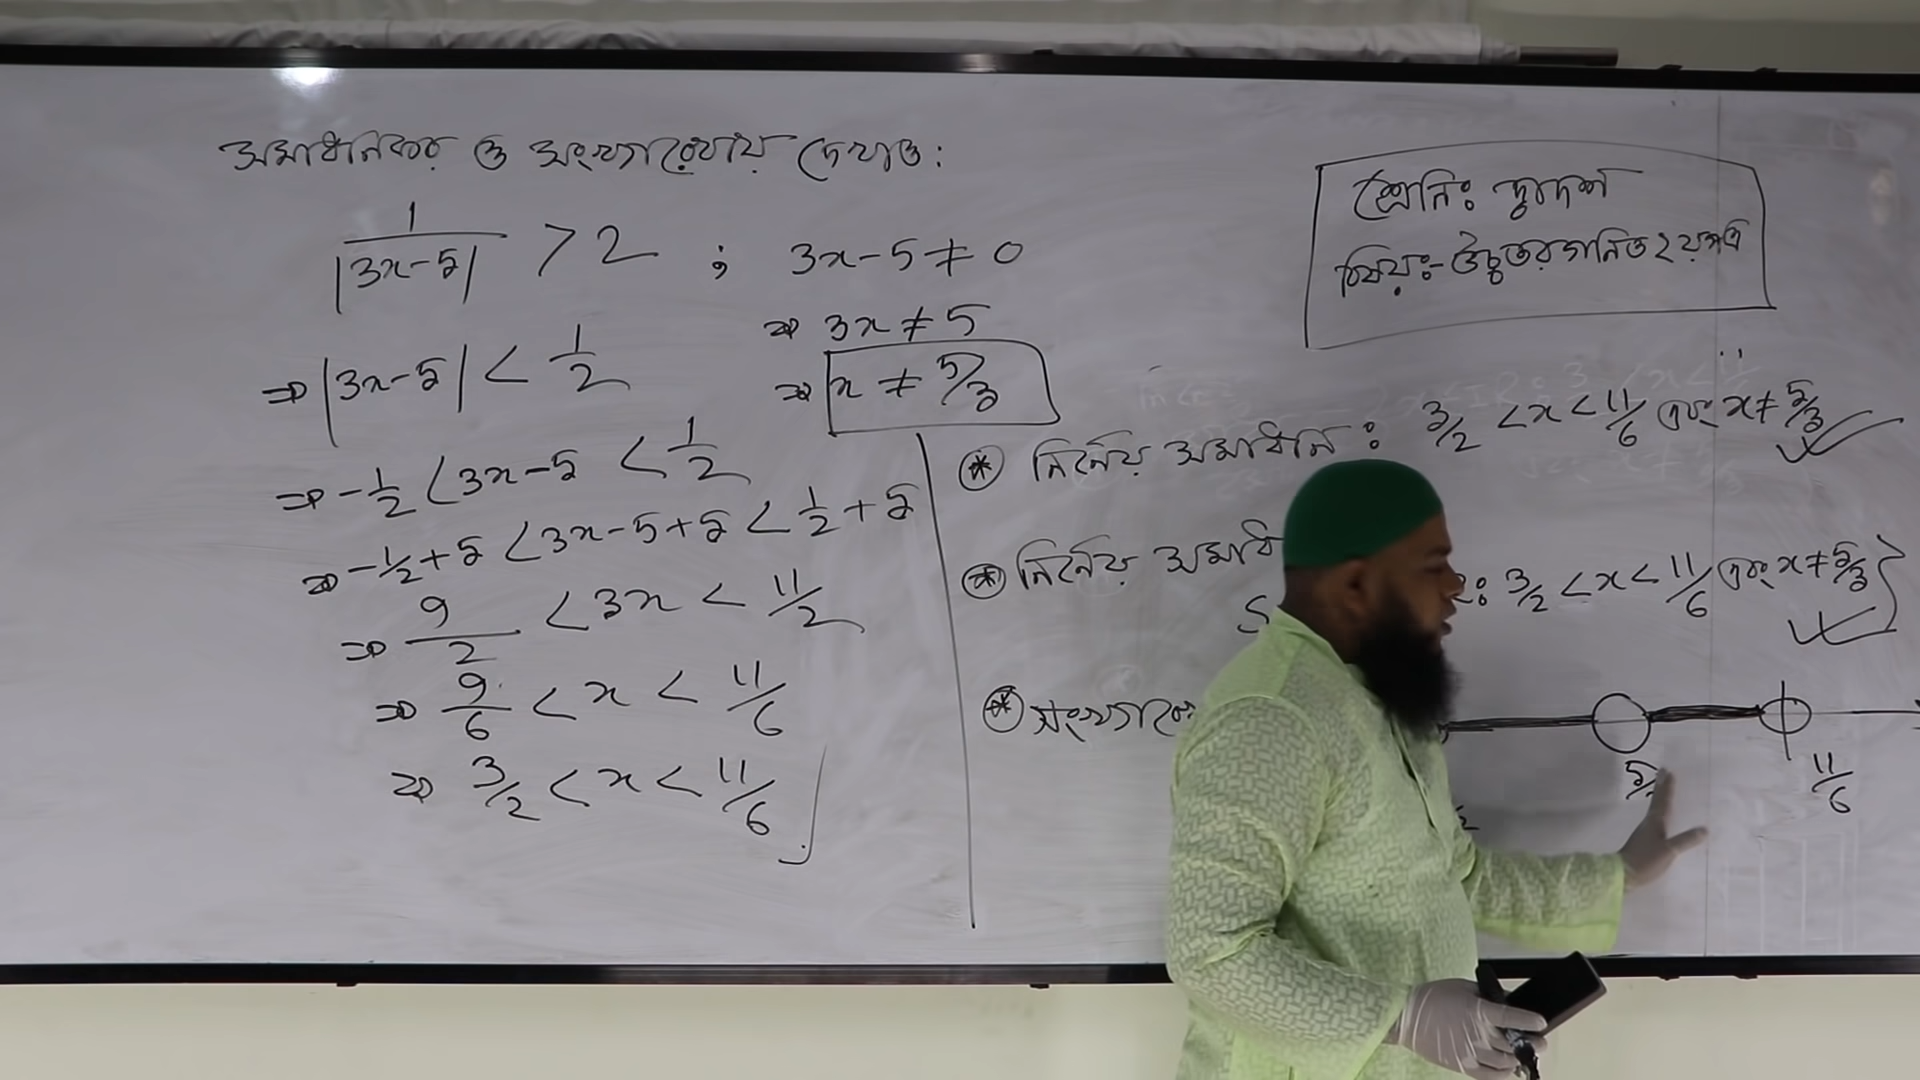 সমাধান কর ও সংখ্যারেখায় দেখাও:
1/|3x-5| > 2 ; 3x-5 ≠ 0
⇒ 3x ≠ 5
⇒ x ≠ 5/3
⇒ |3x-5| < 1/2
⇒ -1/2 < 3x-5 < 1/2
⇒ -1/2+5 < 3x-5+5 < 1/2+5
⇒ 9/2 < 3x < 11/2
⇒ 9/6 < x < 11/6
⇒ 3/2 < x < 11/6
শ্রেনি: দ্বাদশ
বিষয়:- উচ্চতর গনিত ২য় পত্র
* নির্নেয় সমাধান : 3/2 < x < 11/6 এবং x ≠ 5/3
* নির্নেয় সমাধ
S : 3/2 < x < 11/6 এবং x ≠ 5/3}
* সংখ্যারে
11/6